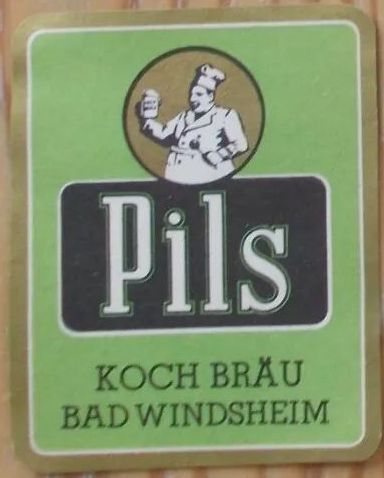 Pils
KOCH BRÄU
BAD WINDSHEIM